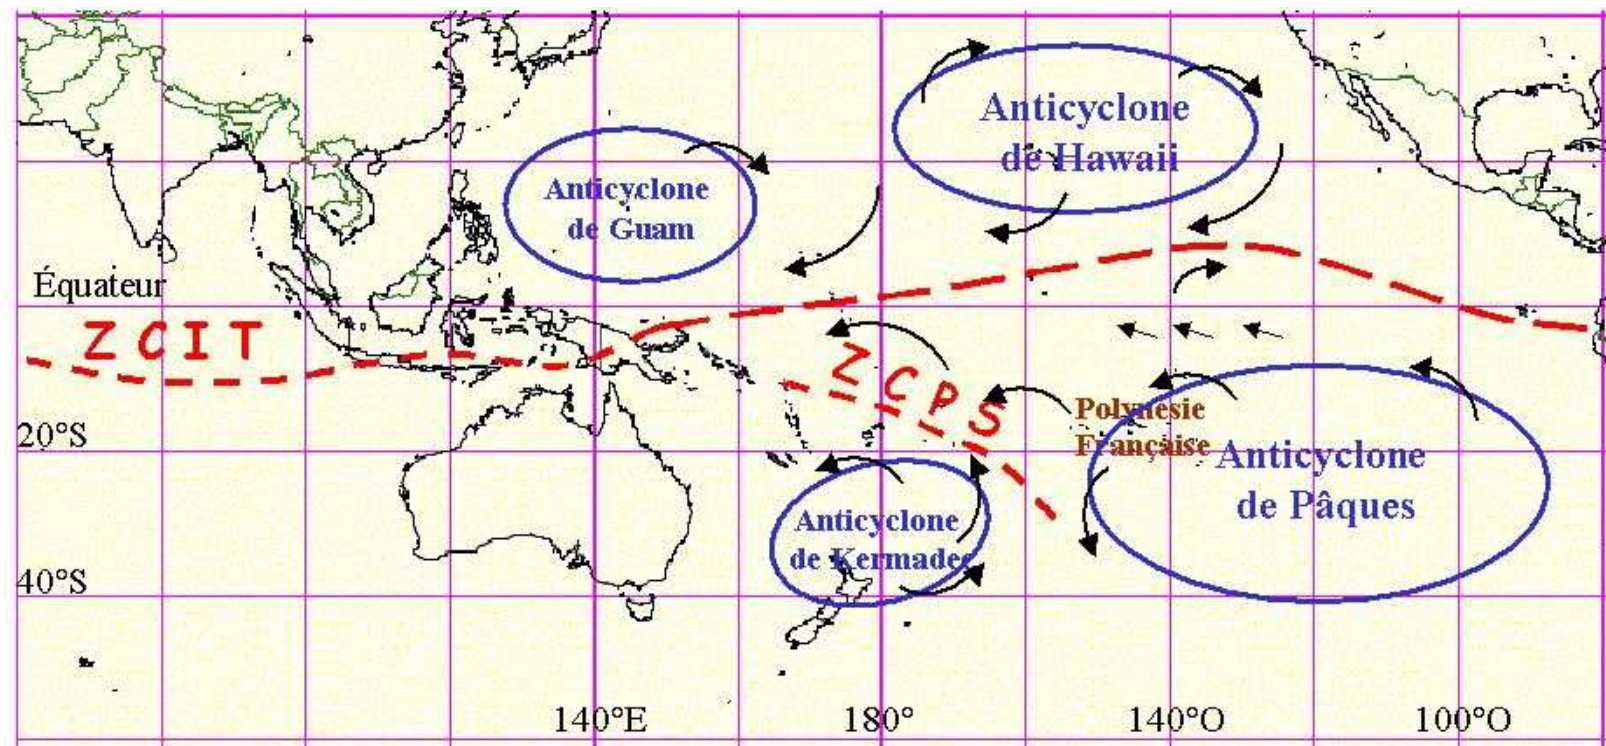 Anticyclone
de Hawaii
Anticyclone
de Guam
Équateur
ZCIT
ZCPS
Polynésie
Française
20°S
Anticyclone
de Pâques
Anticyclone
de Kermadec
40°S
140°E
180°
140°O
100°O